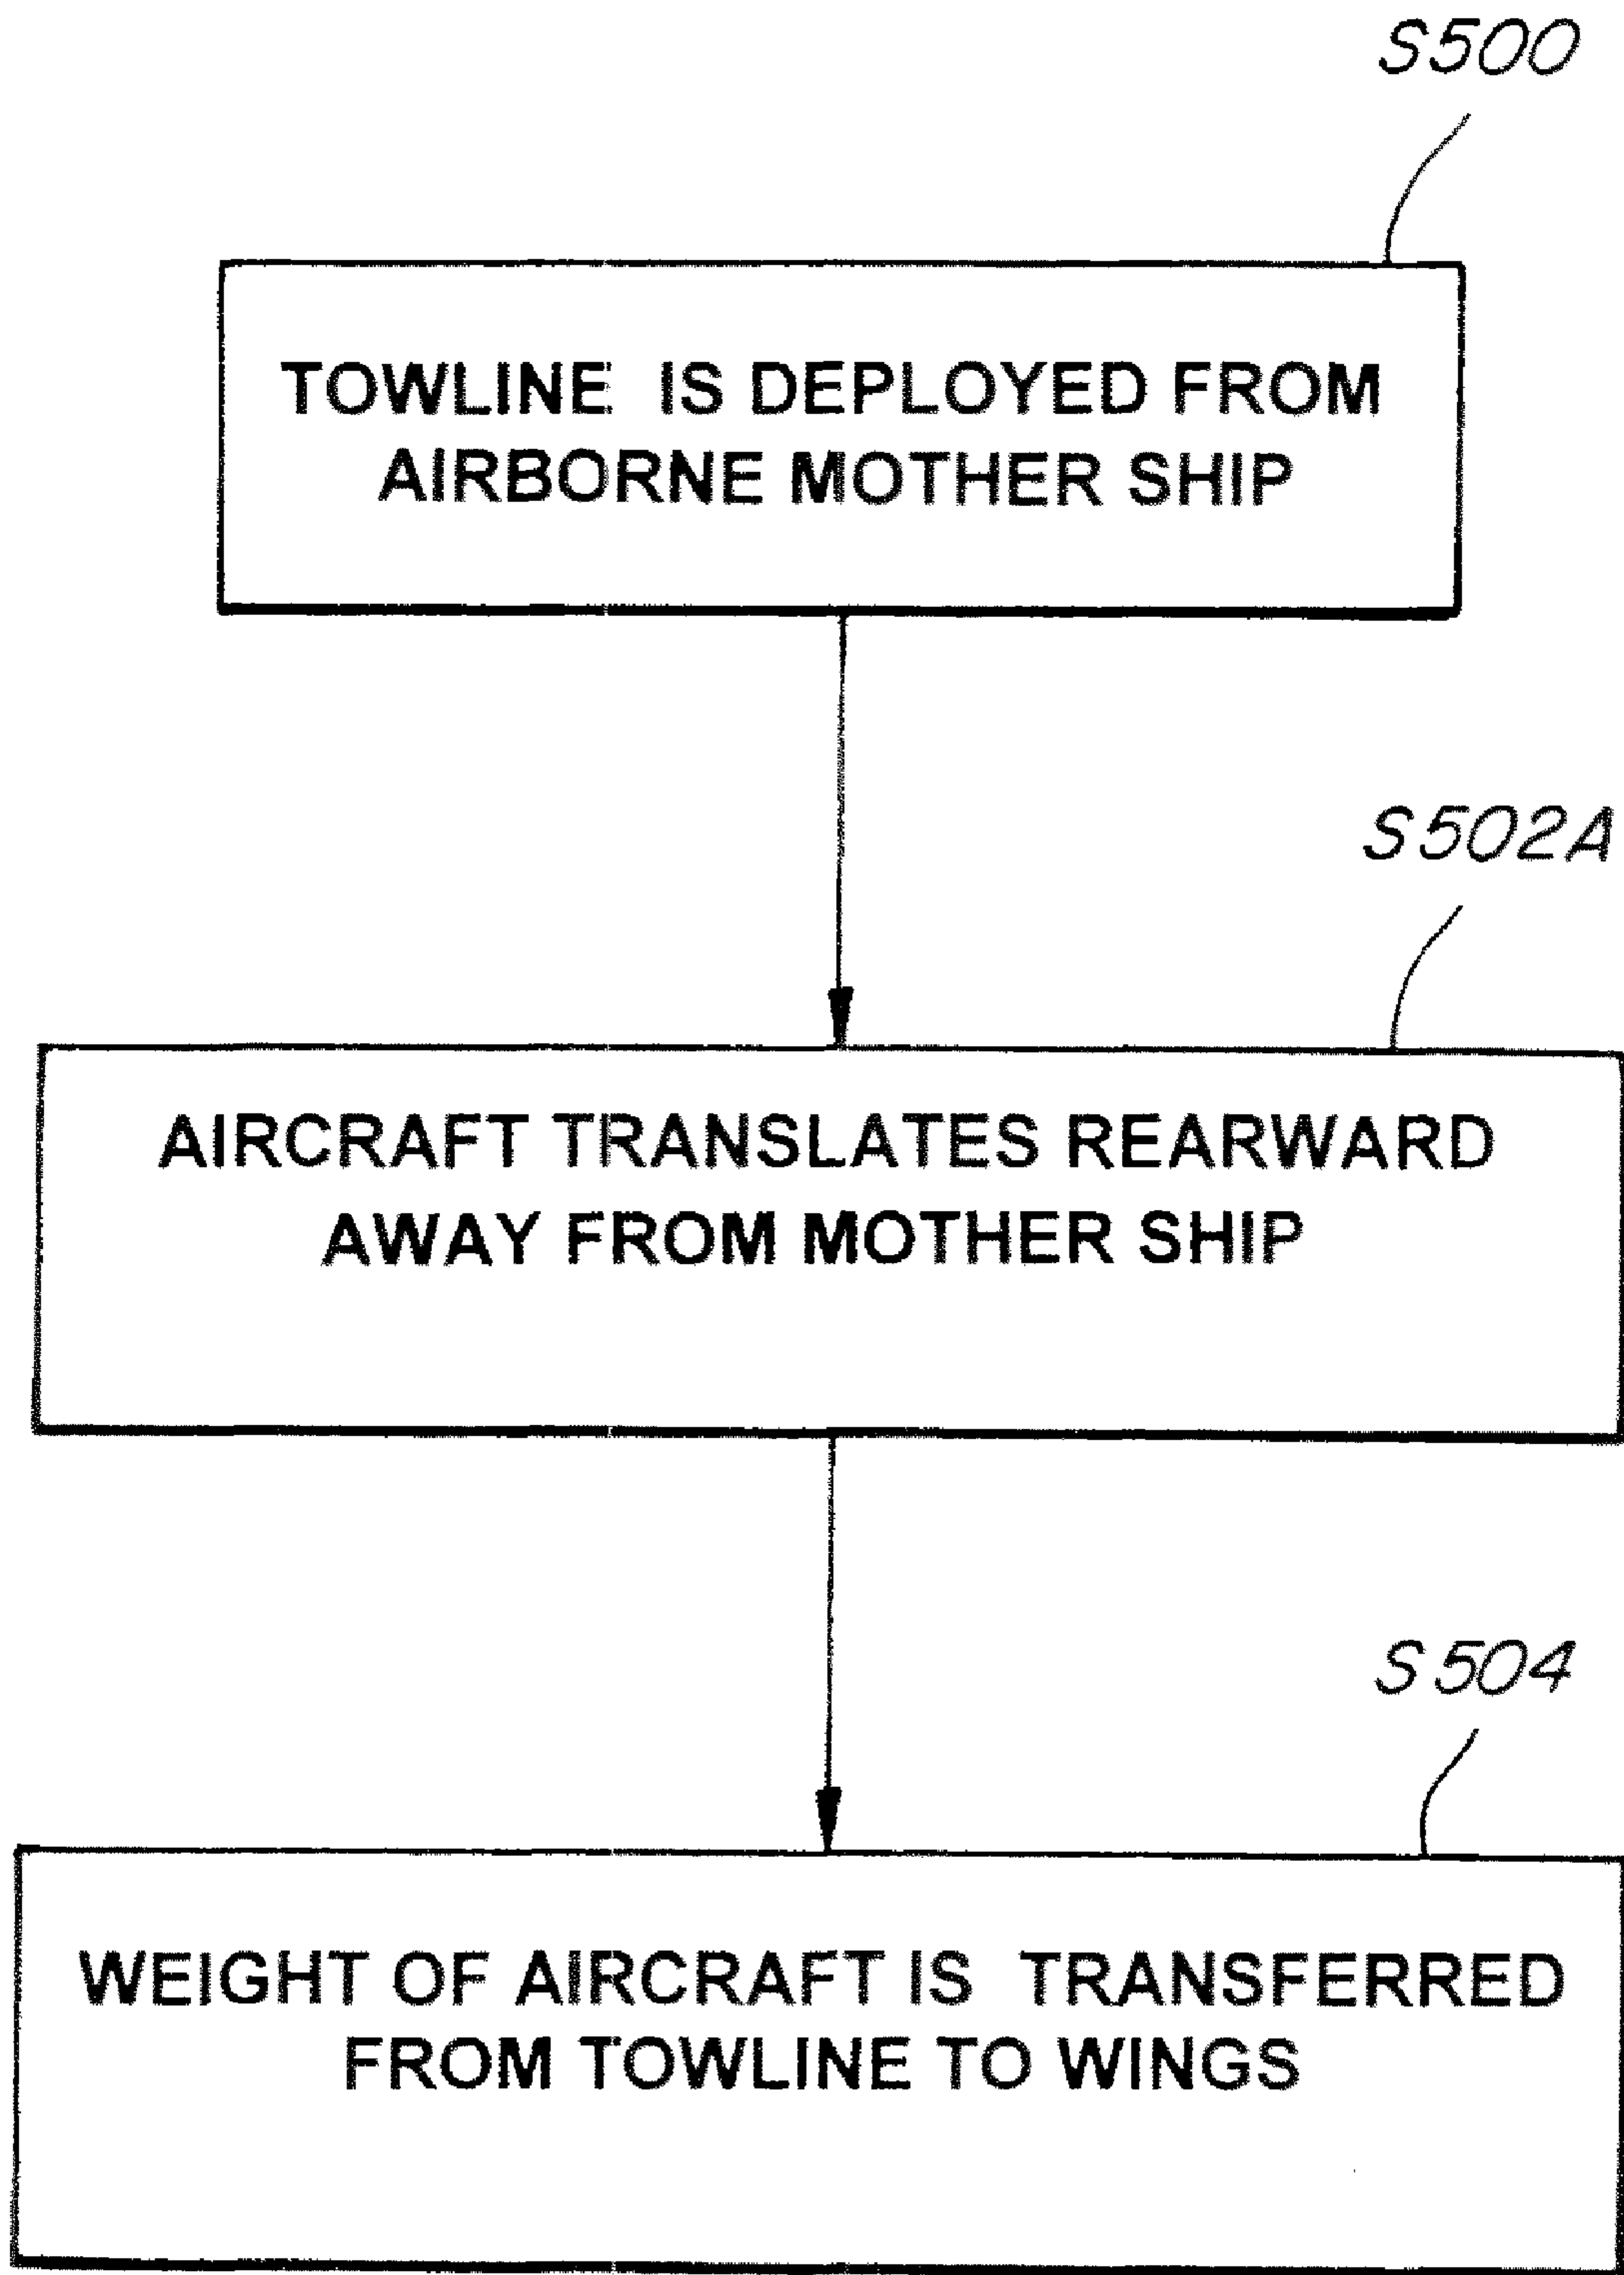 S500
TOWLINE IS DEPLOYED FROM
AIRBORNE MOTHER SHIP
S502A
AIRCRAFT TRANSLATES REARWARD
AWAY FROM MOTHER SHIP
S504
WEIGHT OF AIRCRAFT IS TRANSFERRED
FROM TOWLINE TO WINGS